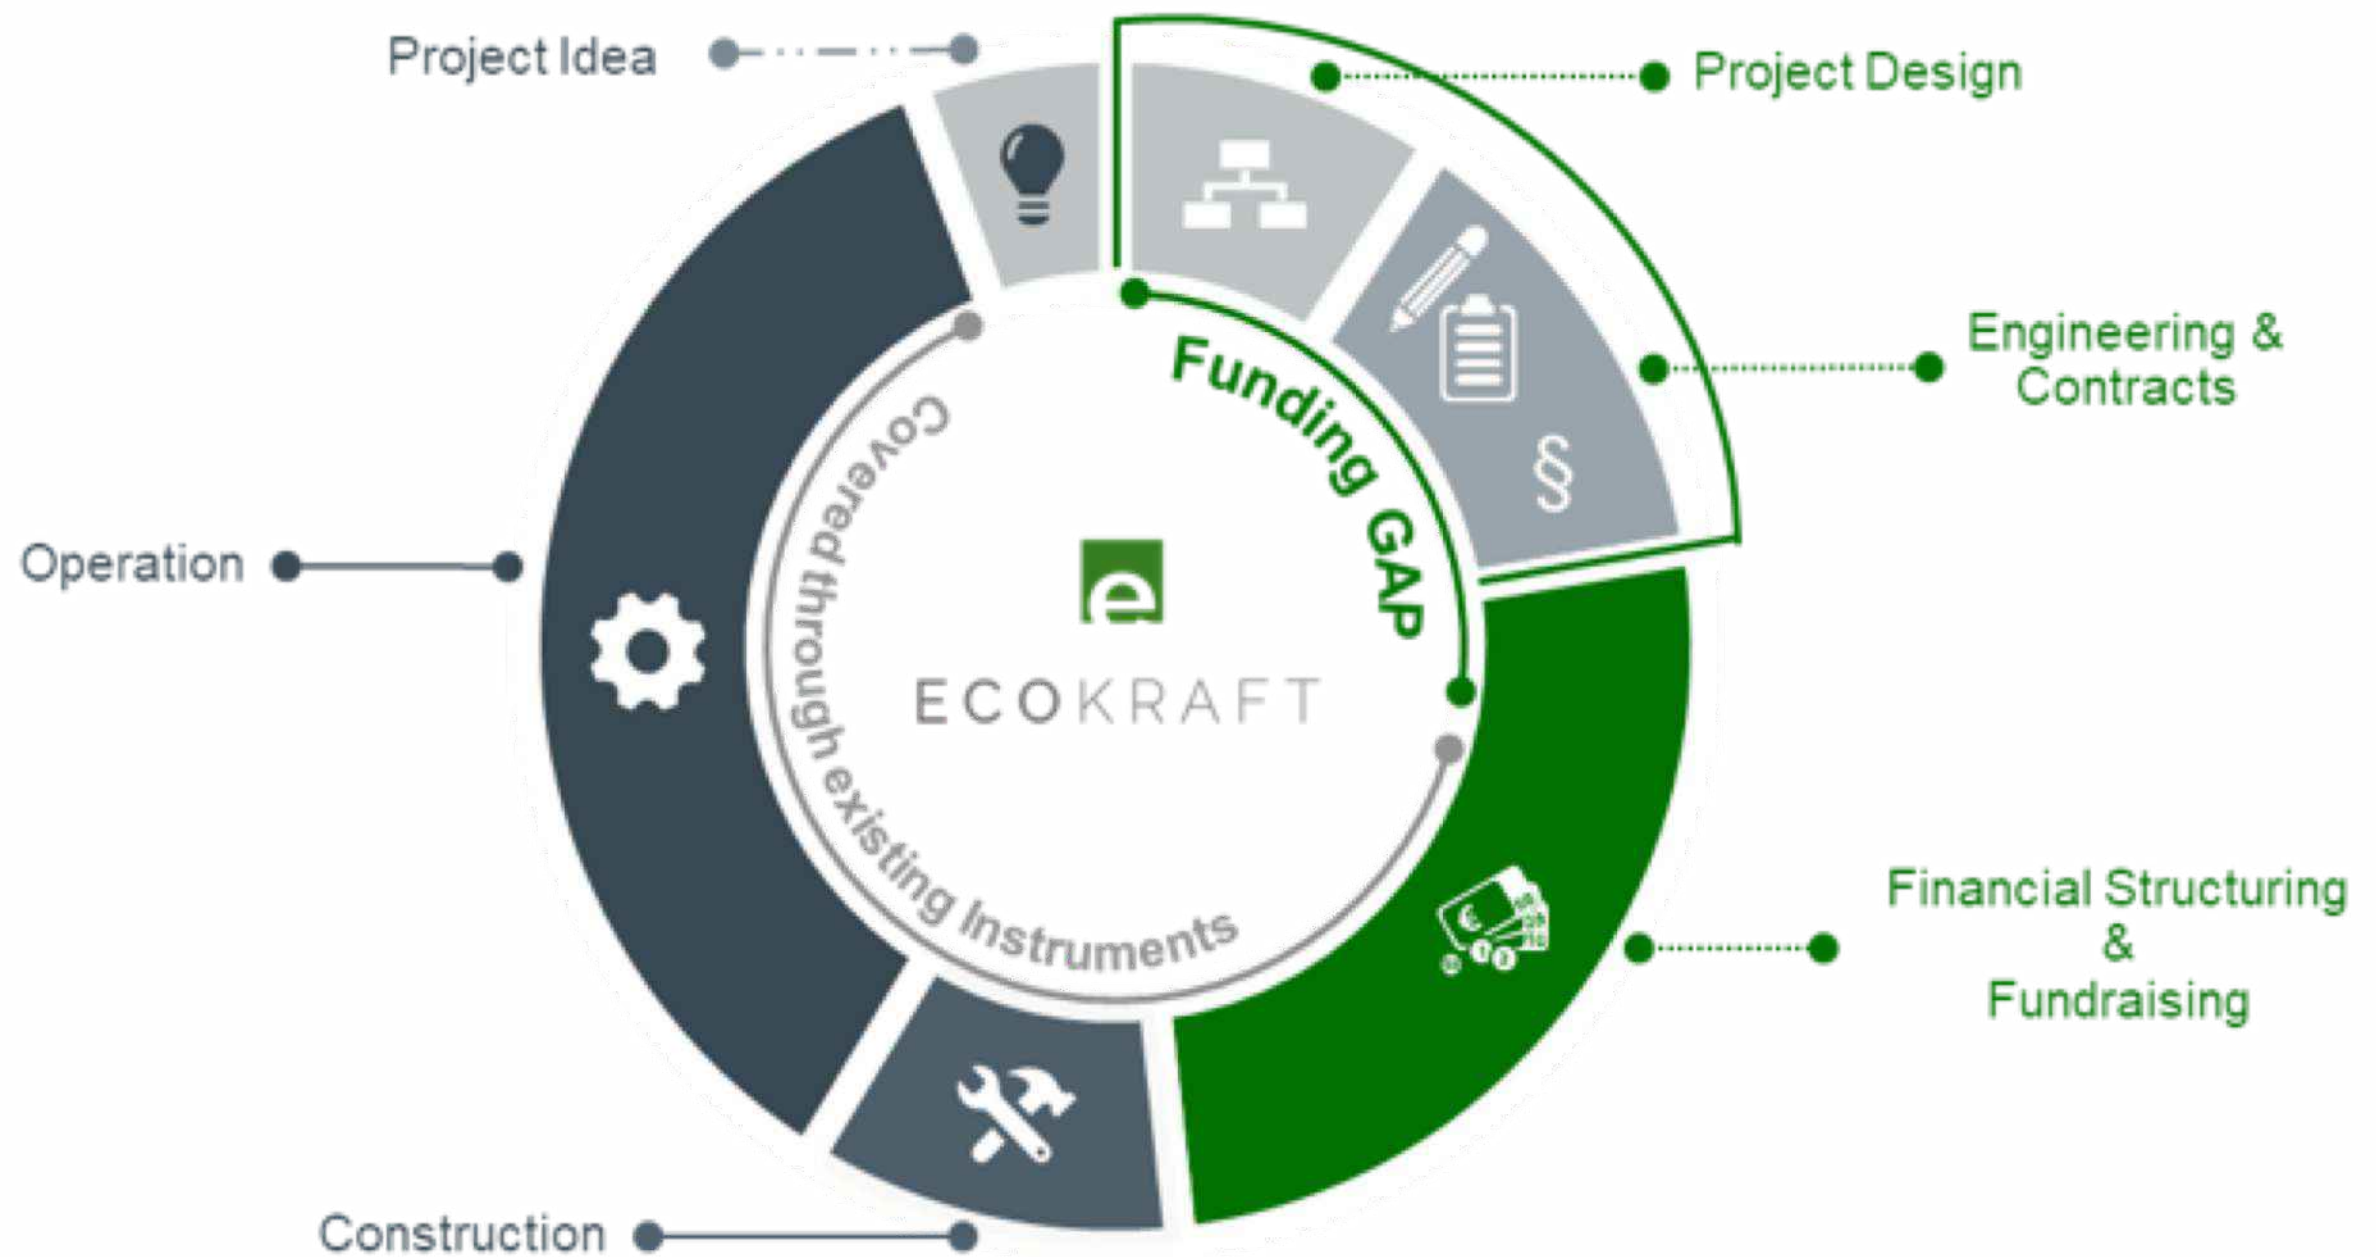 Project Idea
Project Design
Engineering &
Contracts
Financial Structuring
&
Fundraising
Construction
Operation
Funding GAP
Covered through existing Instruments
e
ECOKRAFT
§